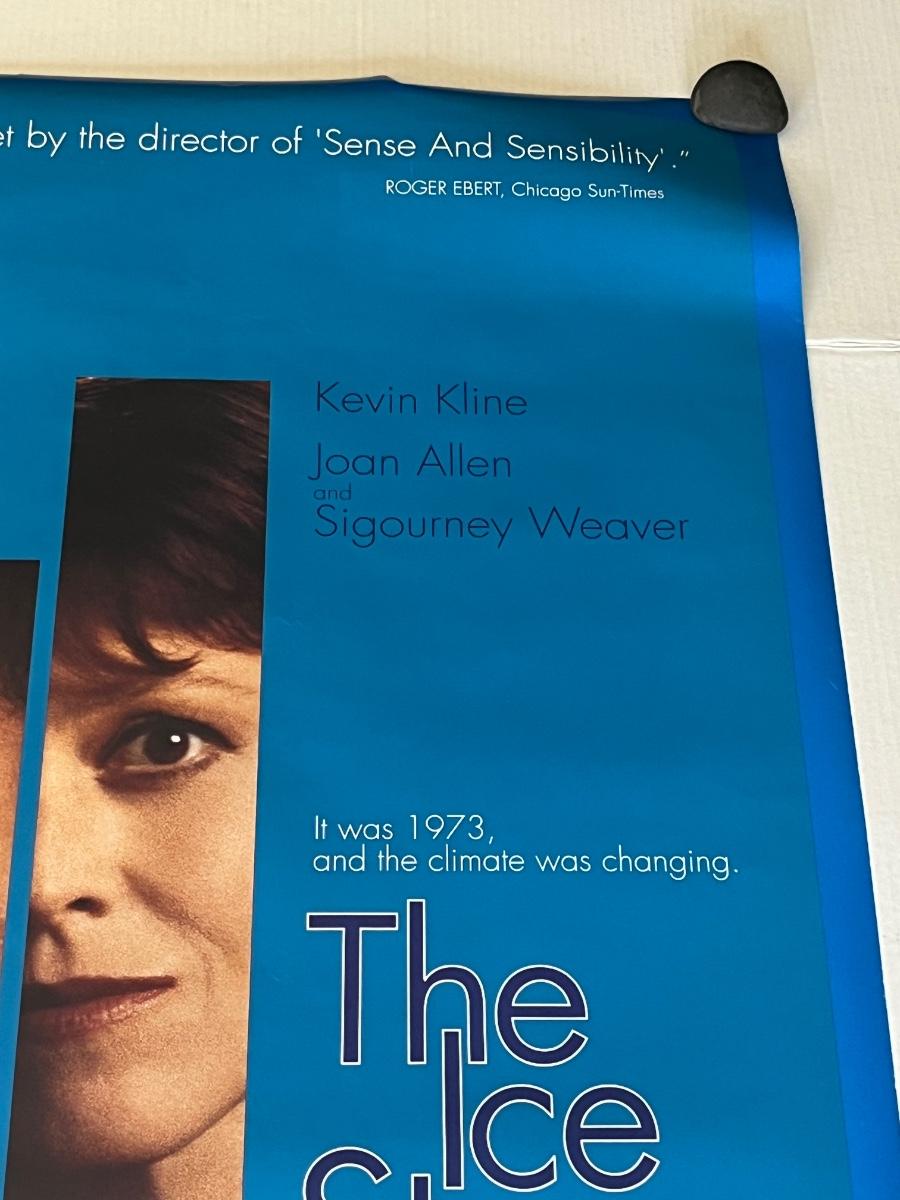 by the director of 'Sense And Sensibility'."
ROGER EBERT, Chicago Sun-Times
Kevin Kline
Joan Allen
and
Sigourney Weaver
It was 1973,
and the climate was changing.
The
Ice